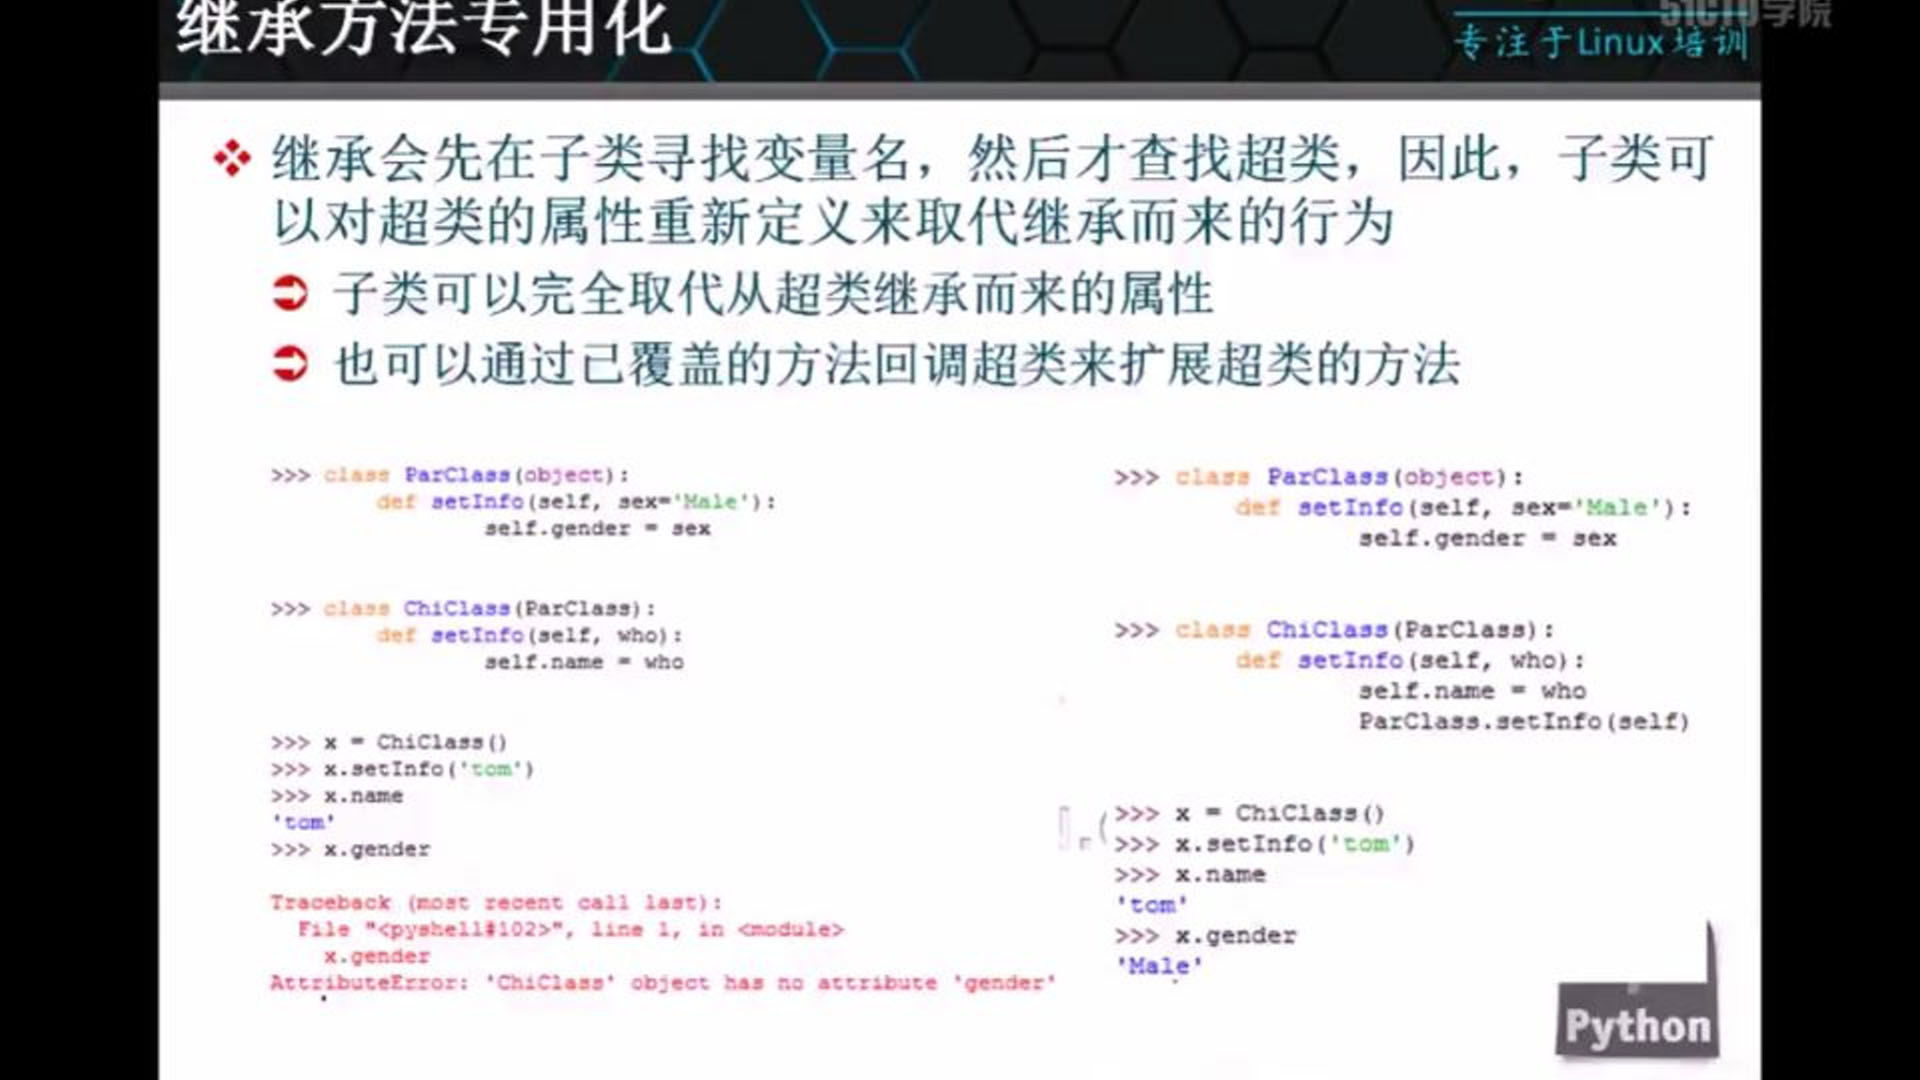 继承方法专用化
51CTO学院
专注于Linux培训
继承会先在子类寻找变量名，然后才查找超类，因此，子类可
以对超类的属性重新定义来取代继承而来的行为
子类可以完全取代从超类继承而来的属性
也可以通过已覆盖的方法回调超类来扩展超类的方法
>>> class ParClass(object):
def setInfo(self, sex='Male'):
self.gender = sex
>>> class ChiClass(ParClass):
def setInfo(self, who):
self.name = who
>>> x = ChiClass()
>>> x.setInfo('tom')
>>> x.name
'tom'
>>> x.gender
Traceback (most recent call last):
File "<pyshell#102>", line 1, in <module>
x.gender
AttributeError: 'ChiClass' object has no attribute 'gender'
>>> class ParClass(object):
def setInfo(self, sex='Male'):
self.gender = sex
>>> class ChiClass(ParClass):
def setInfo(self, who):
self.name = who
ParClass.setInfo(self)
>>> x = ChiClass()
>>> x.setInfo('tom')
>>> x.name
'tom'
>>> x.gender
'Male'
Python